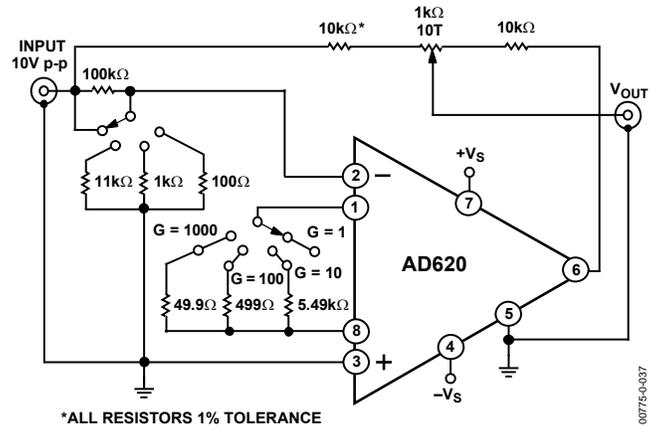 INPUT
10V p-p
100kΩ
10kΩ*
1kΩ
10T
10kΩ
VOUT
11kΩ
1kΩ
100Ω
G = 1000
G = 1
G = 100
G = 10
49.9Ω
499Ω
5.49kΩ
2
–
1
+VS
7
AD620
6
5
8
4
3
+
–VS
*ALL RESISTORS 1% TOLERANCE
00775-0-037